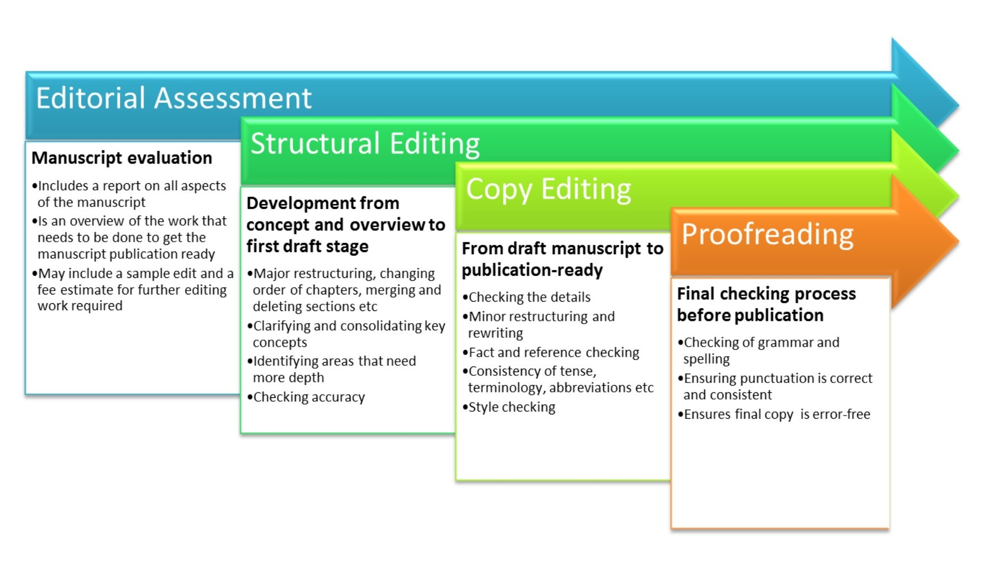 Editorial Assessment
Manuscript evaluation
•Includes a report on all aspects
of the manuscript
•Is an overview of the work that
needs to be done to get the
manuscript publication ready
•May include a sample edit and a
fee estimate for further editing
work required
Structural Editing
Development from
concept and overview to
first draft stage
•Major restructuring, changing
order of chapters, merging and
deleting sections etc
•Clarifying and consolidating key
concepts
•Identifying areas that need
more depth
•Checking accuracy
Copy Editing
From draft manuscript to
publication-ready
•Checking the details
•Minor restructuring and
rewriting
•Fact and reference checking
•Consistency of tense,
terminology, abbreviations etc
•Style checking
Proofreading
Final checking process
before publication
•Checking of grammar and
spelling
•Ensuring punctuation is correct
and consistent
•Ensures final copy  is error-free